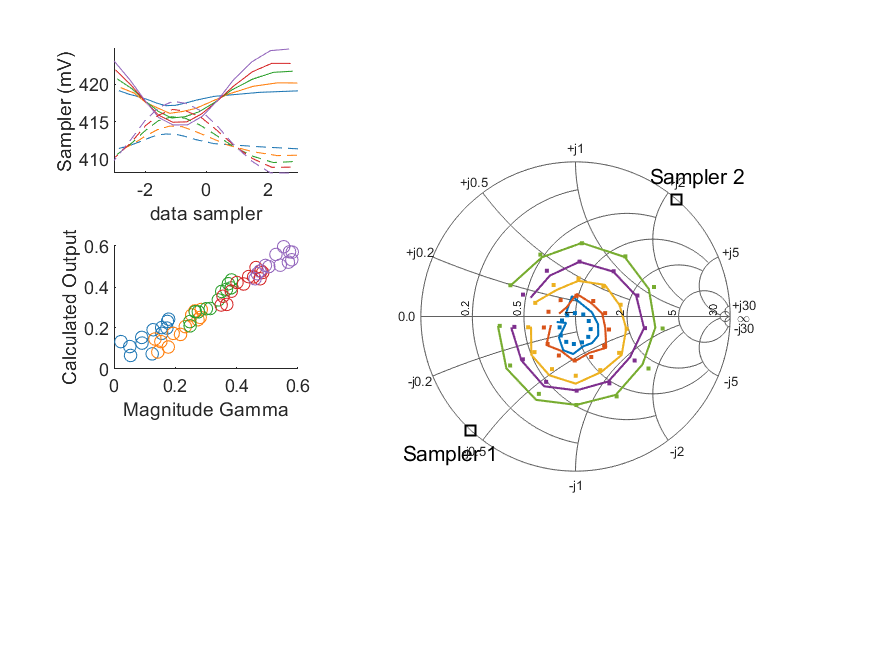 Sampler (mV)
420
415
410
-2
0
2
data sampler
Calculated Output
0.6
0.4
0.2
0
0
0.2
0.4
0.6
Magnitude Gamma
+j1
Sampler 2
+j2
+j0.5
+j0.2
+j5
0.0
0.2
0.5
1
2
5
30
+j30
∞
-j30
-j0.2
-j5
Sampler 1
-j0.5
-j2
-j1